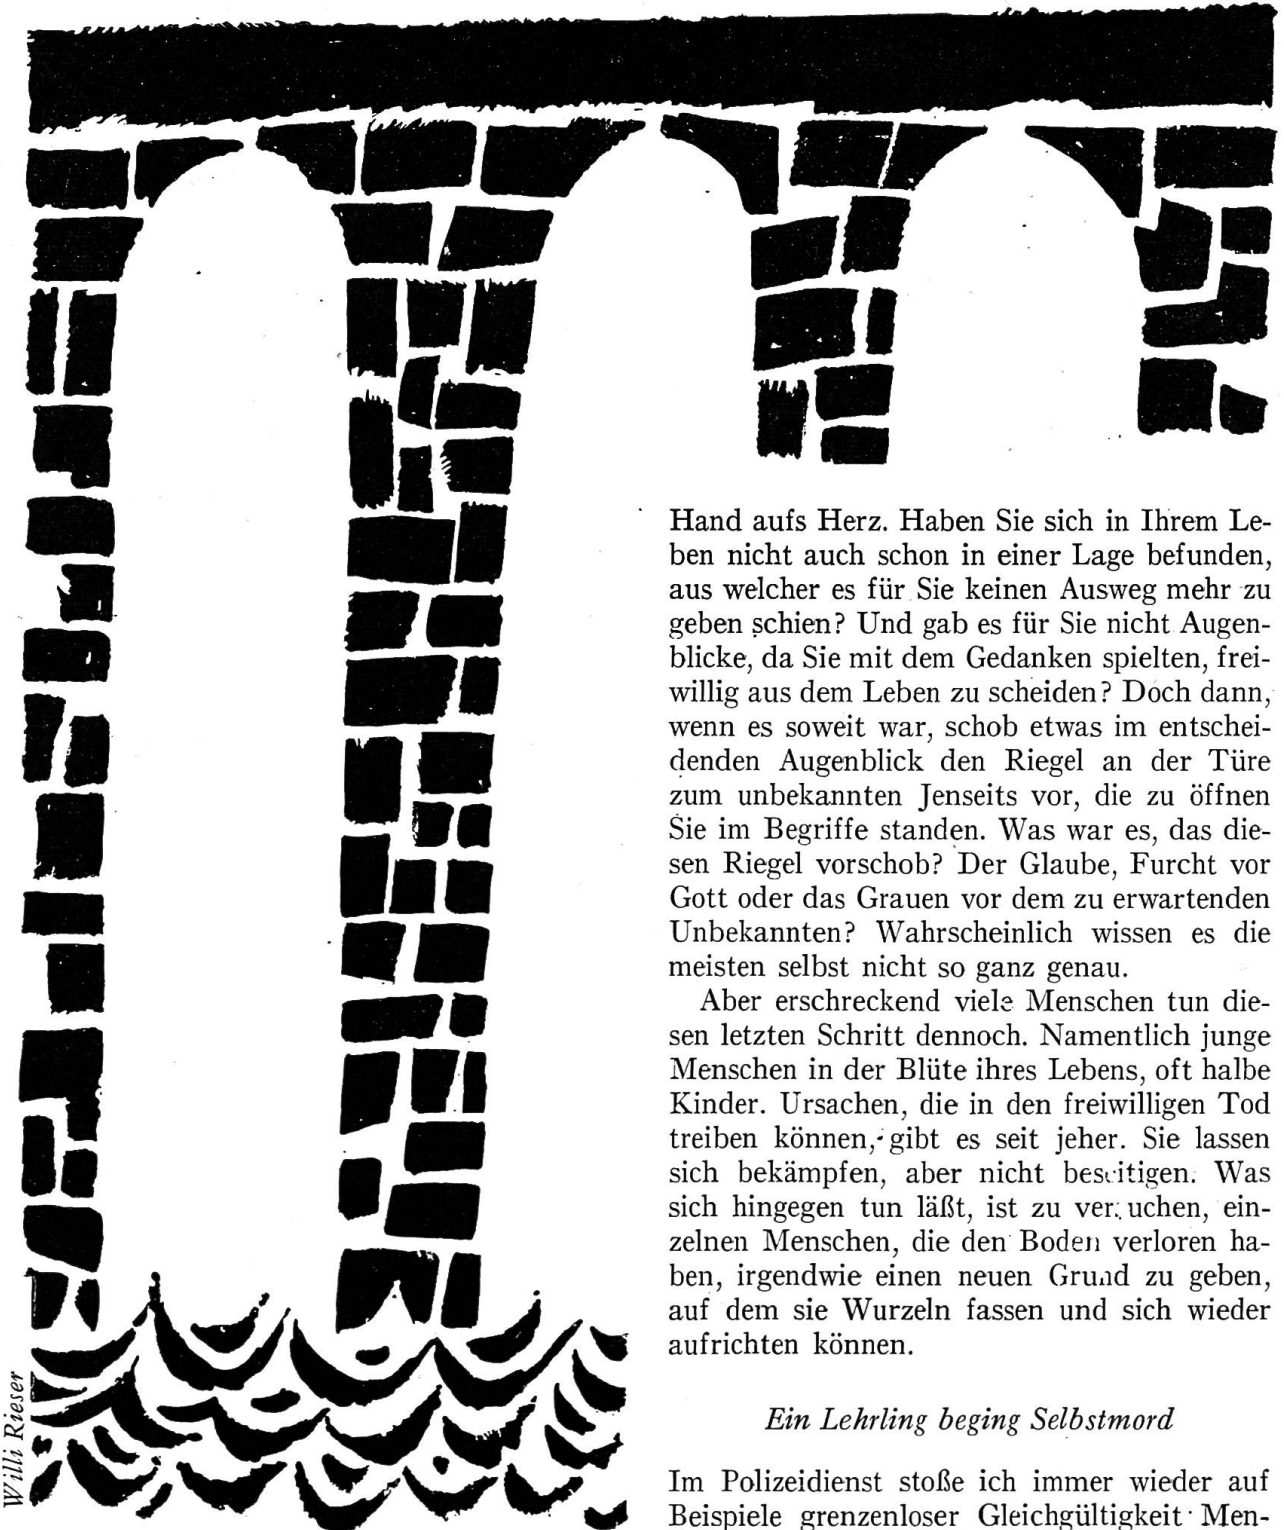 Hand aufs Herz. Haben Sie sich in Ihrem Le-
ben nicht auch schon in einer Lage befunden,
aus welcher es für Sie keinen Ausweg mehr zu
geben schien? Und gab es für Sie nicht Augen-
blicke, da Sie mit dem Gedanken spielten, frei-
willig aus dem Leben zu scheiden? Doch dann,
wenn es soweit war, schob etwas im entschei-
denden Augenblick den Riegel an der Türe
zum unbekannten Jenseits vor, die zu öffnen
Sie im Begriffe standen. Was war es, das die-
sen Riegel vorschob? Der Glaube, Furcht vor
Gott oder das Grauen vor dem zu erwartenden
Unbekannten? Wahrscheinlich wissen es die
meisten selbst nicht so ganz genau.
Aber erschreckend viele Menschen tun die-
sen letzten Schritt dennoch. Namentlich junge
Menschen in der Blüte ihres Lebens, oft halbe
Kinder. Ursachen, die in den freiwilligen Tod
treiben können, gibt es seit jeher. Sie lassen
sich bekämpfen, aber nicht beseitigen. Was
sich hingegen tun läßt, ist zu versuchen, ein-
zelnen Menschen, die den Boden verloren ha-
ben, irgendwie einen neuen Grund zu geben,
auf dem sie Wurzeln fassen und sich wieder
aufrichten können.
Ein Lehrling beging Selbstmord
Im Polizeidienst stoße ich immer wieder auf
Beispiele grenzenloser Gleichgültigkeit Men-
Willi Rieser